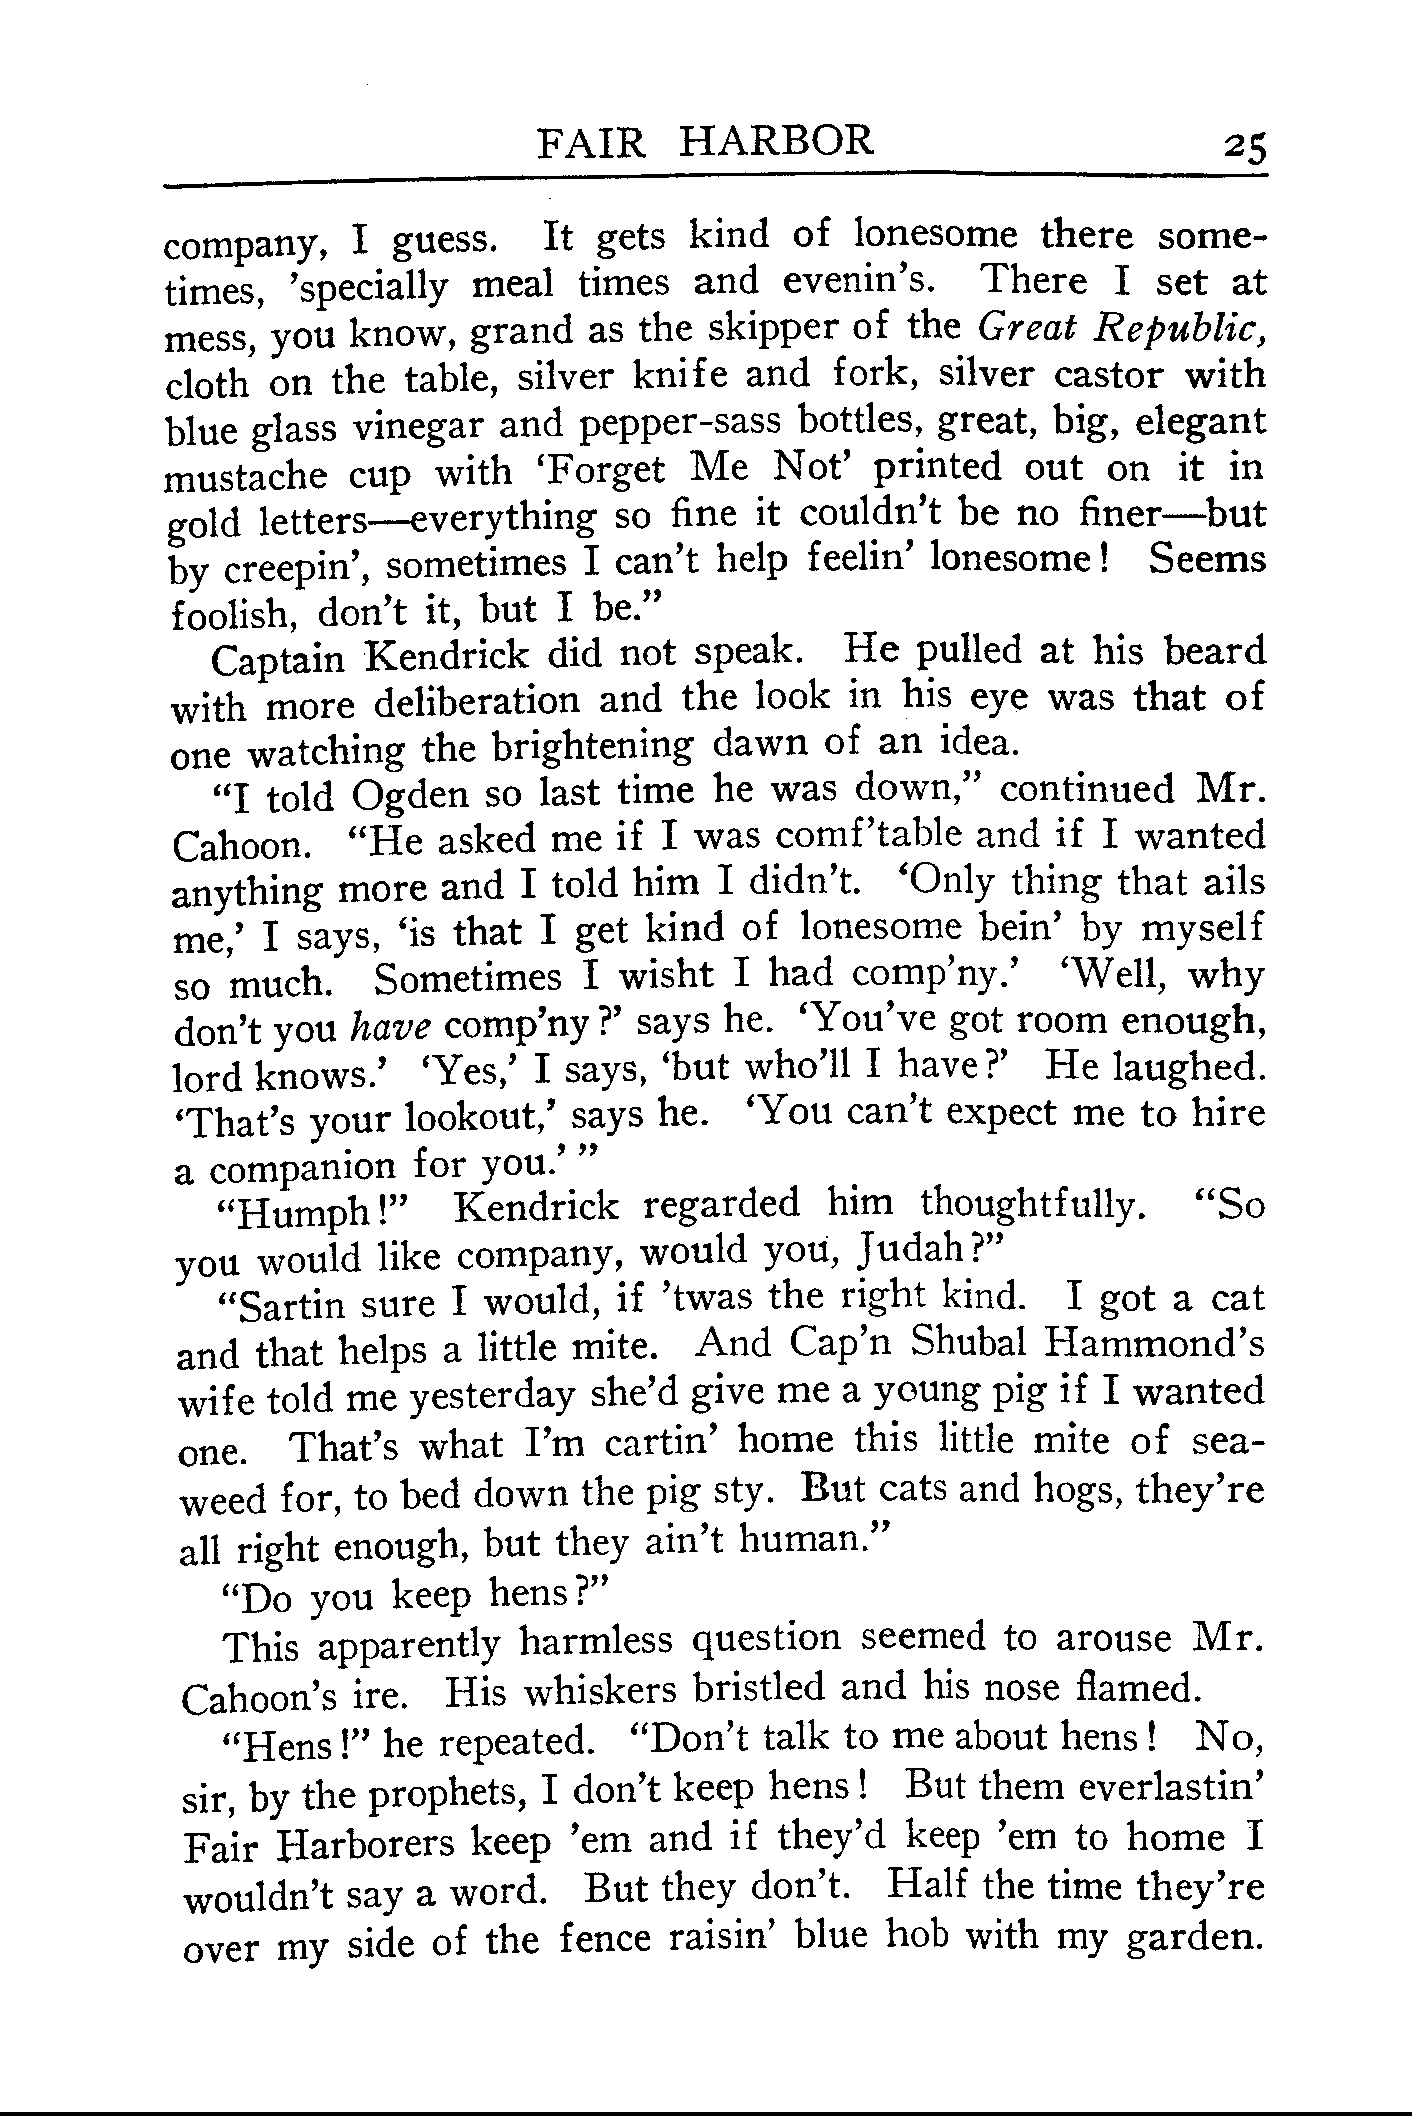 FAIR HARBOR 25
company, I guess. It gets kind of lonesome there some-
times, ’specially meal times and evenin’s. There I set at
mess, you know, grand as the skipper of the Great Republic,
cloth on the table, silver knife and fork, silver castor with
blue glass vinegar and pepper-sass bottles, great, big, elegant
mustache cup with ‘Forget Me Not’ printed out on it in
gold letters—everything so fine it couldn’t be no finer—but
by creepin’, sometimes I can’t help feelin’ lonesome! Seems
foolish, don’t it, but I be.”
Captain Kendrick did not speak. He pulled at his beard
with more deliberation and the look in his eye was that of
one watching the brightening dawn of an idea.
“I told Ogden so last time he was down,” continued Mr.
Cahoon. “He asked me if I was comf’table and if I wanted
anything more and I told him I didn’t. ‘Only thing that ails
me,’ I says, ‘is that I get kind of lonesome bein’ by myself
so much. Sometimes I wisht I had comp’ny.’ ‘Well, why
don’t you have comp’ny?’ says he. ‘You’ve got room enough,
lord knows.’ ‘Yes,’ I says, ‘but who’ll I have?’ He laughed.
‘That’s your lookout,’ says he. ‘You can’t expect me to hire
a companion for you.’ ”
“Humph!” Kendrick regarded him thoughtfully. “So
you would like company, would you, Judah?”
“Sartin sure I would, if ’twas the right kind. I got a cat
and that helps a little mite. And Cap’n Shubal Hammond’s
wife told me yesterday she’d give me a young pig if I wanted
one. That’s what I’m cartin’ home this little mite of sea-
weed for, to bed down the pig sty. But cats and hogs, they’re
all right enough, but they ain’t human.”
“Do you keep hens?”
This apparently harmless question seemed to arouse Mr.
Cahoon’s ire. His whiskers bristled and his nose flamed.
“Hens!” he repeated. “Don’t talk to me about hens! No,
sir, by the prophets, I don’t keep hens! But them everlastin’
Fair Harborers keep ’em and if they’d keep ’em to home I
wouldn’t say a word. But they don’t. Half the time they’re
over my side of the fence raisin’ blue hob with my garden.